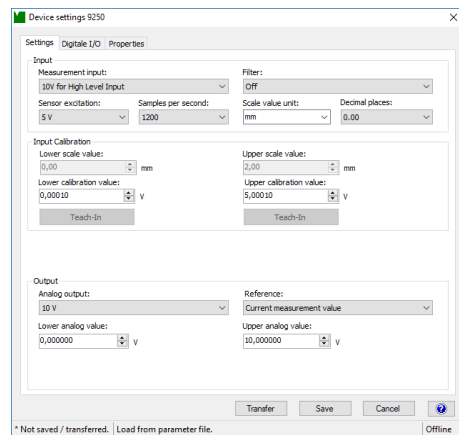 Device settings 9250
Settings Digitale I/O Properties
Input
Measurement input: Filter:
10V for High Level Input Off
Sensor excitation: Samples per second: Scale value unit: Decimal places:
5 V 1200 mm 0.00
Input Calibration
Lower scale value: Upper scale value:
0,00 mm 2,00 mm
Lower calibration value: Upper calibration value:
0,00010 V 5,00010 V
Teach-In Teach-In
Output
Analog output: Reference:
10 V Current measurement value
Lower analog value: Upper analog value:
0,000000 V 10,000000 V
Transfer Save Cancel ?
* Not saved / transferred. Load from parameter file. Offline